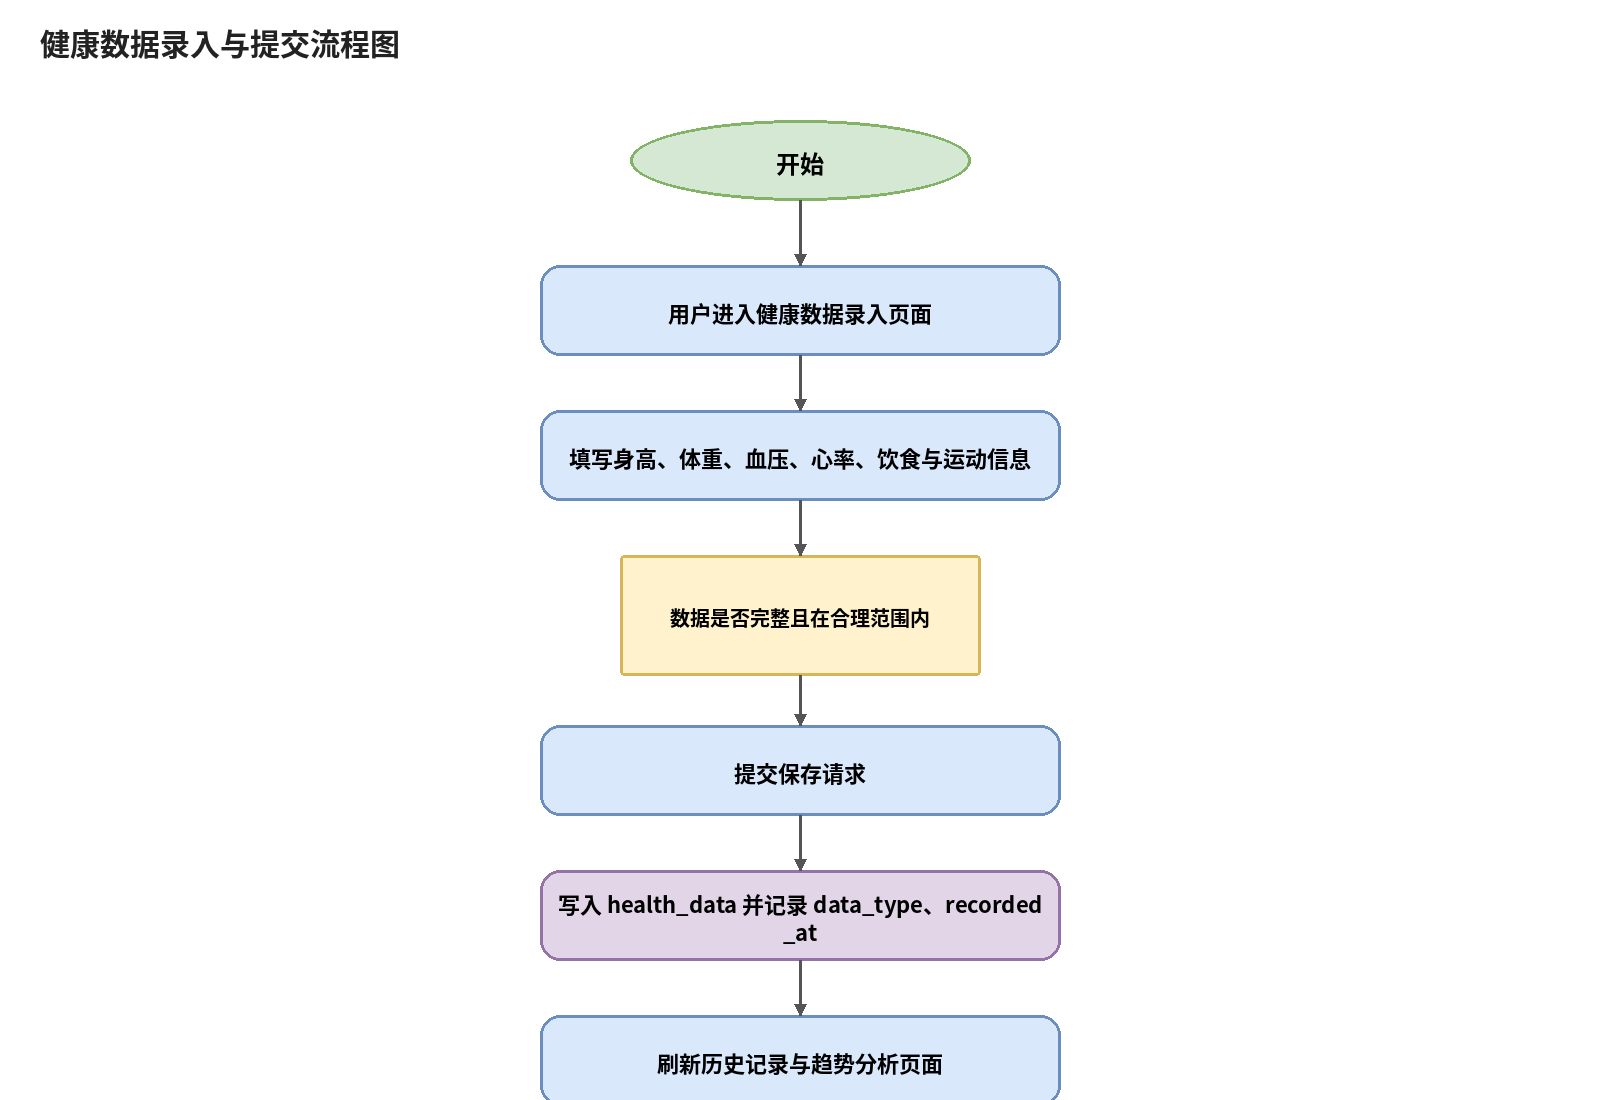 健康数据录入与提交流程图
开始
用户进入健康数据录入页面
填写身高、体重、血压、心率、饮食与运动信息
数据是否完整且在合理范围内
提交保存请求
写入 health_data 并记录 data_type、recorded
_at
刷新历史记录与趋势分析页面